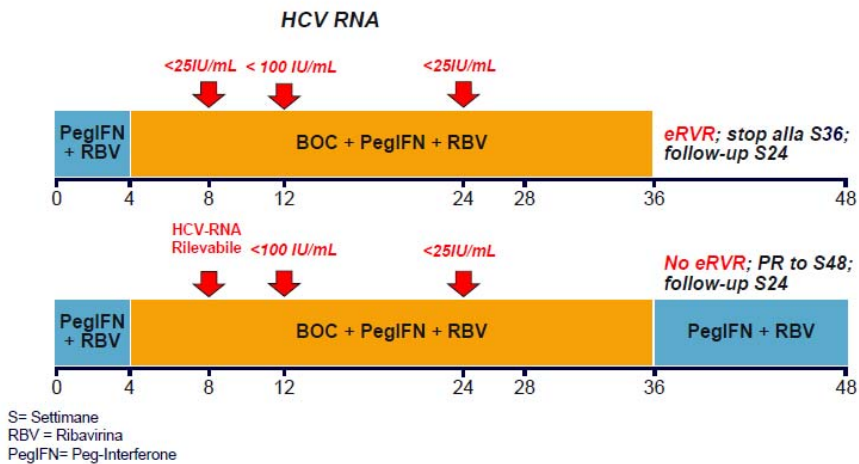 HCV RNA
<25IU/mL < 100 IU/mL <25IU/mL
PegIFN
+ RBV
BOC + PegIFN + RBV
eRVR; stop alla S36;
follow-up S24
0 4 8 12 24 28 36 48
HCV-RNA
Rilevabile
<100 IU/mL <25IU/mL
No eRVR; PR to S48;
follow-up S24
PegIFN
+ RBV
BOC + PegIFN + RBV
PegIFN + RBV
0 4 8 12 24 28 36 48
S= Settimane
RBV = Ribavirina
PegIFN= Peg-Interferone